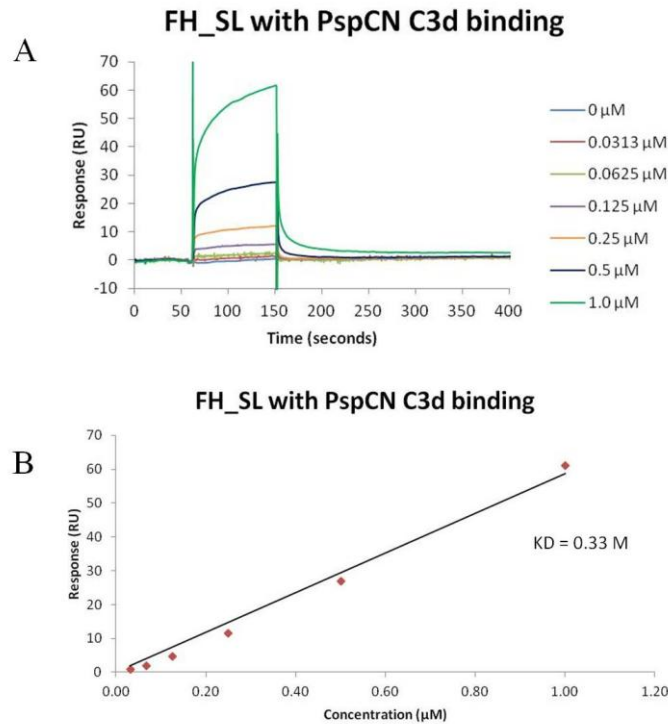 A
FH_SL with PspCN C3d binding
Response (RU)
70
60
50
40
30
20
10
0
-10
0 50 100 150 200 250 300 350 400
Time (seconds)
0 µM
0.0313 µM
0.0625 µM
0.125 µM
0.25 µM
0.5 µM
1.0 µM
B
FH_SL with PspCN C3d binding
Response (RU)
70
60
50
40
30
20
10
0
KD = 0.33 M
0.00 0.20 0.40 0.60 0.80 1.00 1.20
Concentration (µM)